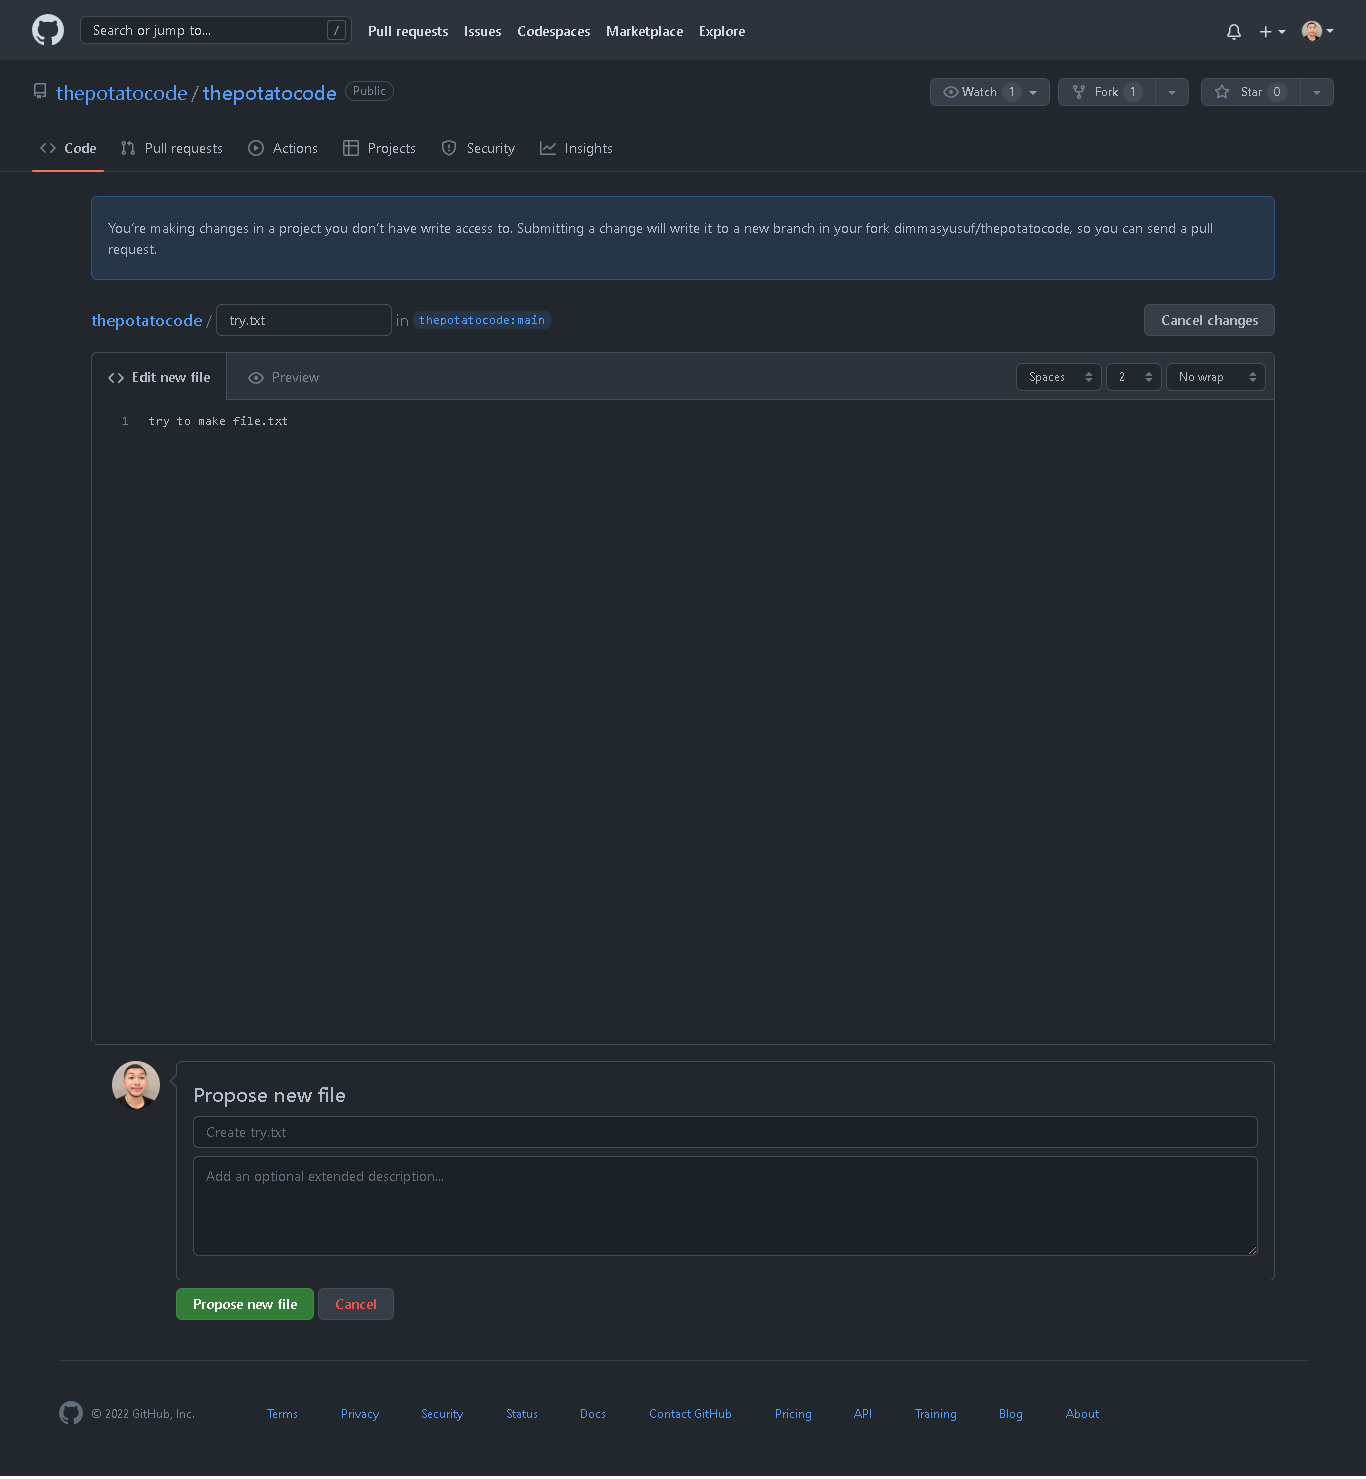 Search or jump to... /
Pull requests Issues Codespaces Marketplace Explore
thepotatocode / thepotatocode Public
Watch 1 Fork 1 Star 0
Code Pull requests Actions Projects Security Insights
You’re making changes in a project you don’t have write access to. Submitting a change will write it to a new branch in your fork dimmasyusuf/thepotatocode, so you can send a pull
request.
thepotatocode / try.txt in thepotatocode:main Cancel changes
Edit new file Preview Spaces 2 No wrap
1 try to make file.txt
Propose new file
Create try.txt
Add an optional extended description...
Propose new file Cancel
© 2022 GitHub, Inc. Terms Privacy Security Status Docs Contact GitHub Pricing API Training Blog About